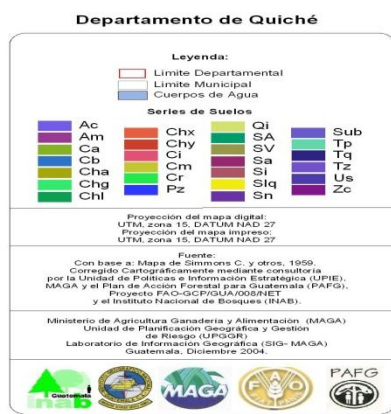 Departamento de Quiché
Leyenda:
Limite Departamental
Limite Municipal
Cuerpos de Agua
Series de Suelos
Ac
Am
Ca
Cb
Cha
Chg
Chl
Chx
Chy
Ci
Cm
Cr
Pz
Qi
SA
SV
Sa
Si
Slq
Sn
Sub
Tp
Tq
Tz
Us
Zc
Proyección del mapa digital:
UTM, zona 15, DATUM NAD 27
Proyección del mapa impreso:
UTM, zona 15, DATUM NAD 27
Fuente:
Con base a: Mapa de Simmons C. y otros, 1959.
Corregido Cartográficamente mediante consultoría
por la Unidad de Políticas e Información Estratégica (UPIE),
MAGA y el Plan de Acción Forestal para Guatemala (PAFG),
Proyecto FAO-GCP/GUA/008/NET
y el Instituto Nacional de Bosques (INAB).
Ministerio de Agricultura Ganadería y Alimentación (MAGA)
Unidad de Planificación Geográfica y Gestión
de Riesgo (UPGGR)
Laboratorio de Información Geográfica (SIG- MAGA)
Guatemala, Diciembre 2004.
Guatemala
inab
MAGA
FAO
PAFG